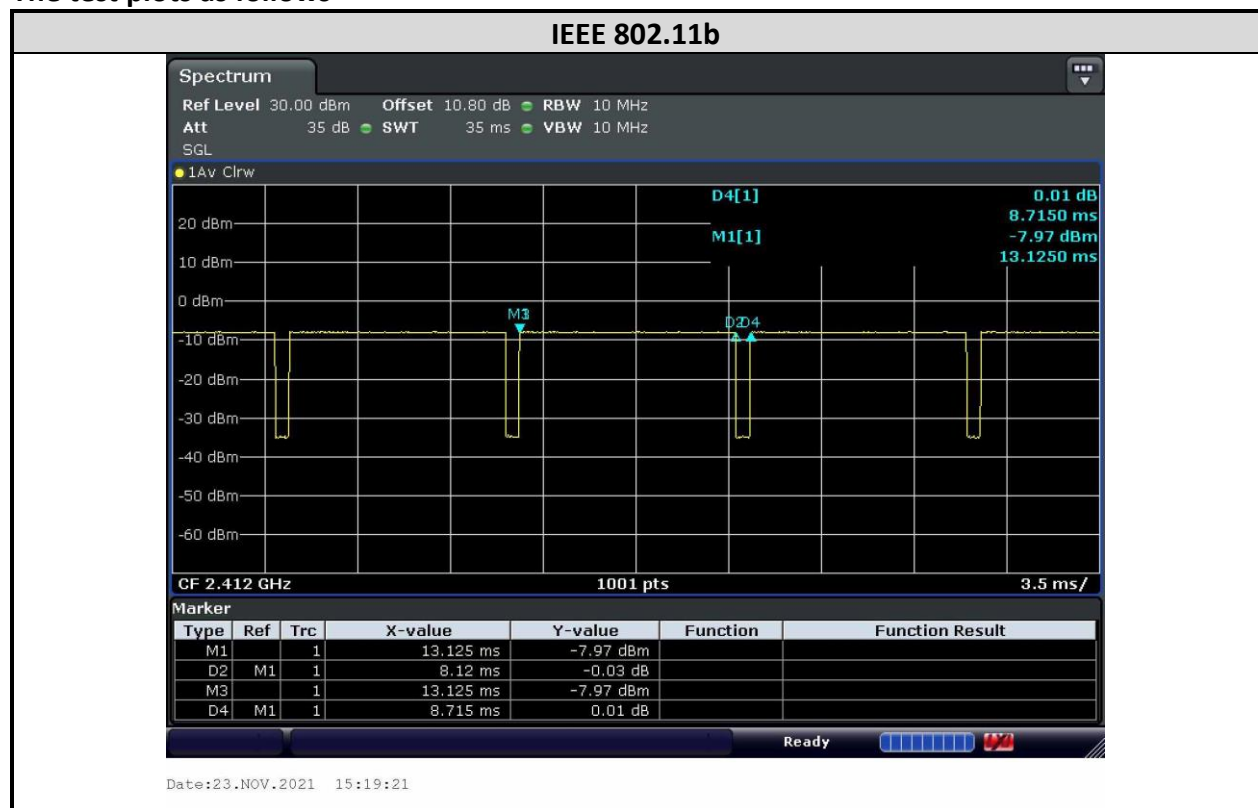 The test plots as follows
IEEE 802.11b
Spectrum
Ref Level 30.00 dBm Offset 10.80 dB RBW 10 MHz
Att 35 dB SWT 35 ms VBW 10 MHz
SGL
1Av Clrw
D4[1] 0.01 dB
8.7150 ms
M1[1] -7.97 dBm
13.1250 ms
20 dBm
10 dBm
0 dBm
-10 dBm
-20 dBm
-30 dBm
-40 dBm
-50 dBm
-60 dBm
D4
CF 2.412 GHz 1001 pts 3.5 ms/
Marker
Type Ref Trc X-value Y-value Function Function Result
M1 1 13.125 ms -7.97 dBm
D2 M1 1 8.12 ms -0.03 dB
M3 1 13.125 ms -7.97 dBm
D4 M1 1 8.715 ms 0.01 dB
Ready
Date:23.NOV.2021 15:19:21